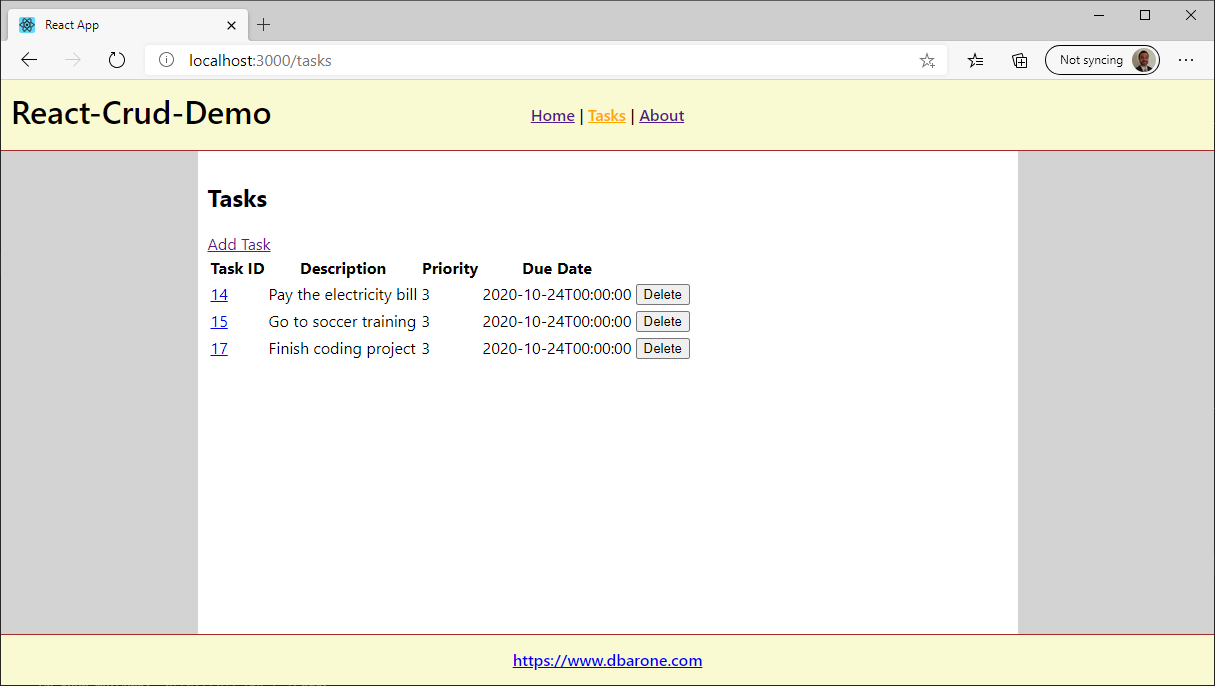 React App
localhost:3000/tasks
Not syncing
React-Crud-Demo
Home | Tasks | About
Tasks
Add Task
Task ID Description Priority Due Date
14 Pay the electricity bill 3 2020-10-24T00:00:00 Delete
15 Go to soccer training 3 2020-10-24T00:00:00 Delete
17 Finish coding project 3 2020-10-24T00:00:00 Delete
https://www.dbarone.com